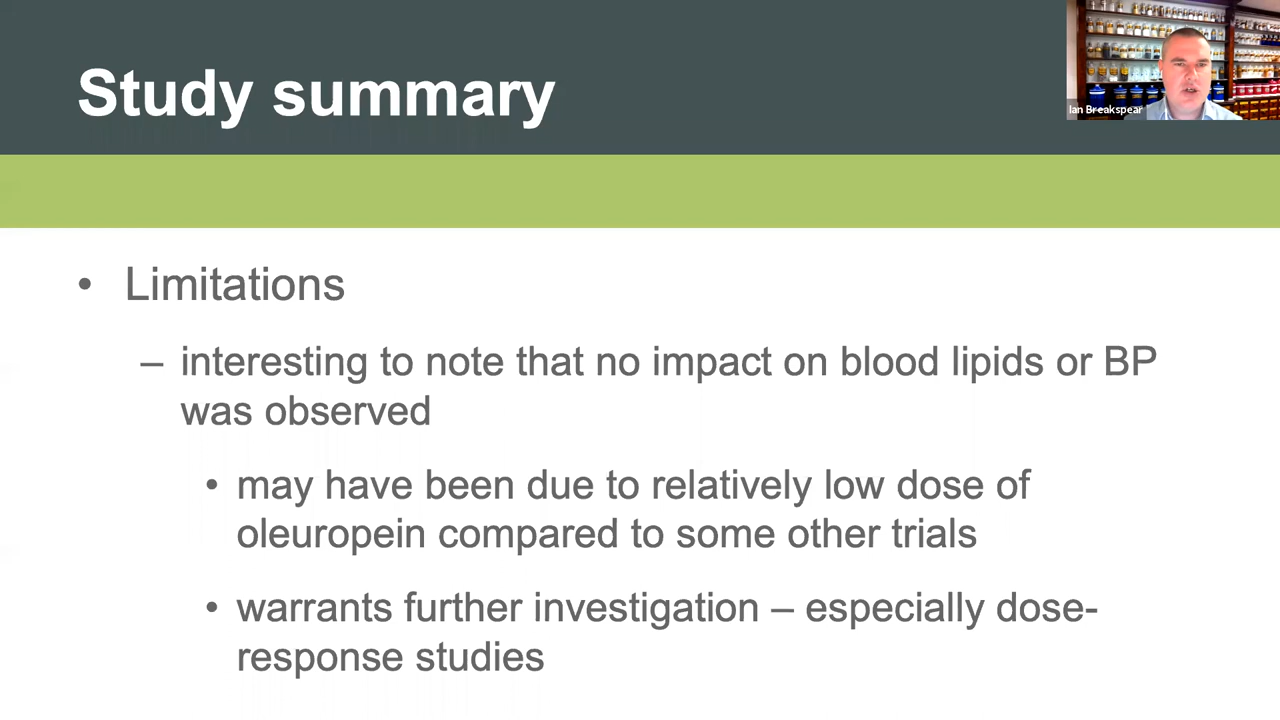 Study summary
Ian Breakspear
• Limitations
– interesting to note that no impact on blood lipids or BP
was observed
• may have been due to relatively low dose of
oleuropein compared to some other trials
• warrants further investigation – especially dose-
response studies